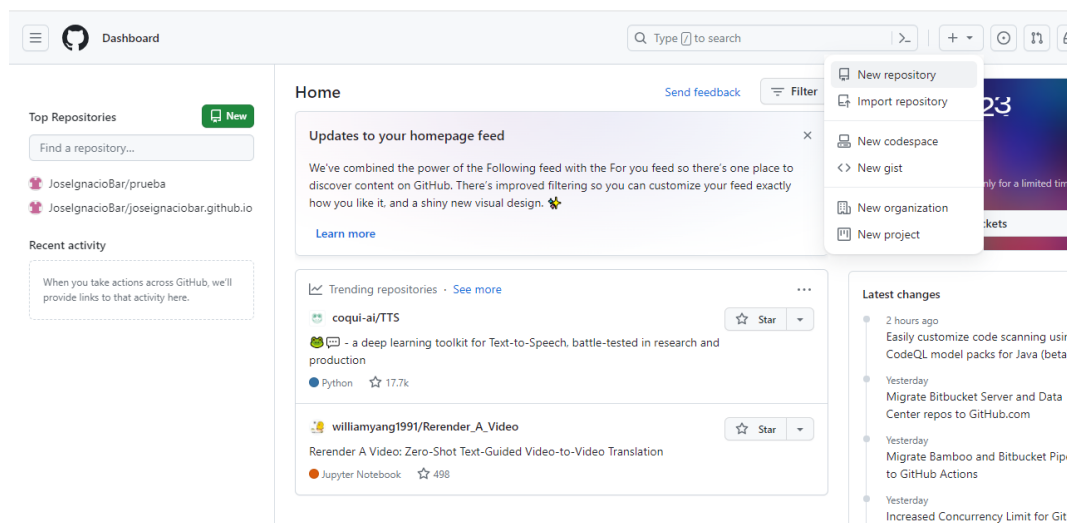 Dashboard
Type / to search
New repository
Import repository
New codespace
New gist
New organization
New project
Top Repositories
New
Find a repository...
JoseIgnacioBar/prueba
JoseIgnacioBar/joseignaciobar.github.io
Recent activity
When you take actions across GitHub, we'll
provide links to that activity here.
Home
Send feedback
Filter
Updates to your homepage feed
We've combined the power of the Following feed with the For you feed so there's one place to
discover content on GitHub. There's improved filtering so you can customize your feed exactly
how you like it, and a shiny new visual design. ✨
Learn more
Trending repositories · See more
coqui-ai/TTS
Star
🐸💬 - a deep learning toolkit for Text-to-Speech, battle-tested in research and
production
Python 17.7k
williamyang1991/Rerender_A_Video
Star
Rerender A Video: Zero-Shot Text-Guided Video-to-Video Translation
Jupyter Notebook 498
23
for a limited
Latest changes
2 hours ago
Easily customize code scanning
CodeQL model packs for Java (beta
Yesterday
Migrate Bitbucket Server and Data
Center repos to GitHub.com
Yesterday
Migrate Bamboo and Bitbucket
to GitHub Actions
Yesterday
Increased Concurrency Limit for